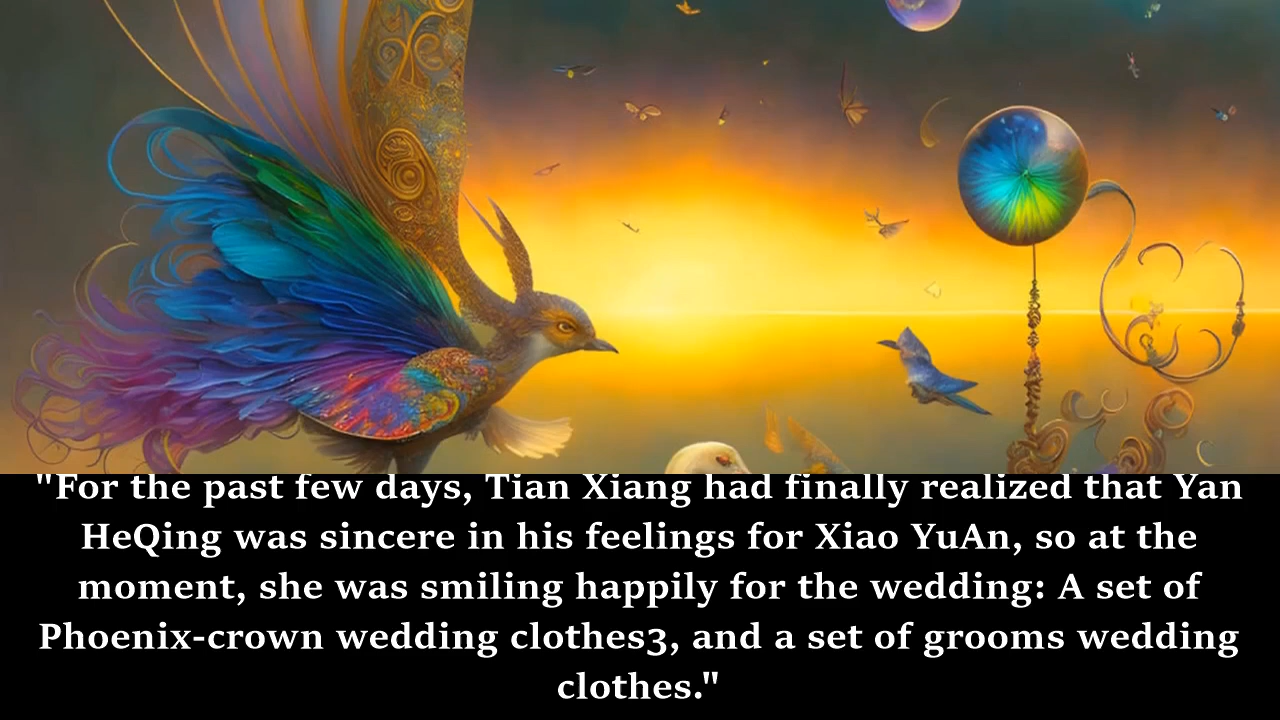 "For the past few days, Tian Xiang had finally realized that Yan
HeQing was sincere in his feelings for Xiao YuAn, so at the
moment, she was smiling happily for the wedding: A set of
Phoenix-crown wedding clothes3, and a set of grooms wedding
clothes."